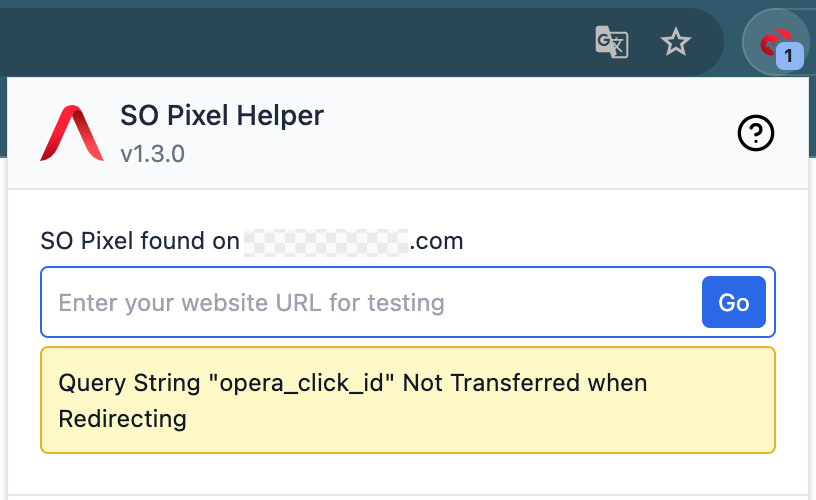 1
SO Pixel Helper
v1.3.0
SO Pixel found on .com
Enter your website URL for testing
Go
Query String "opera_click_id" Not Transferred when
Redirecting